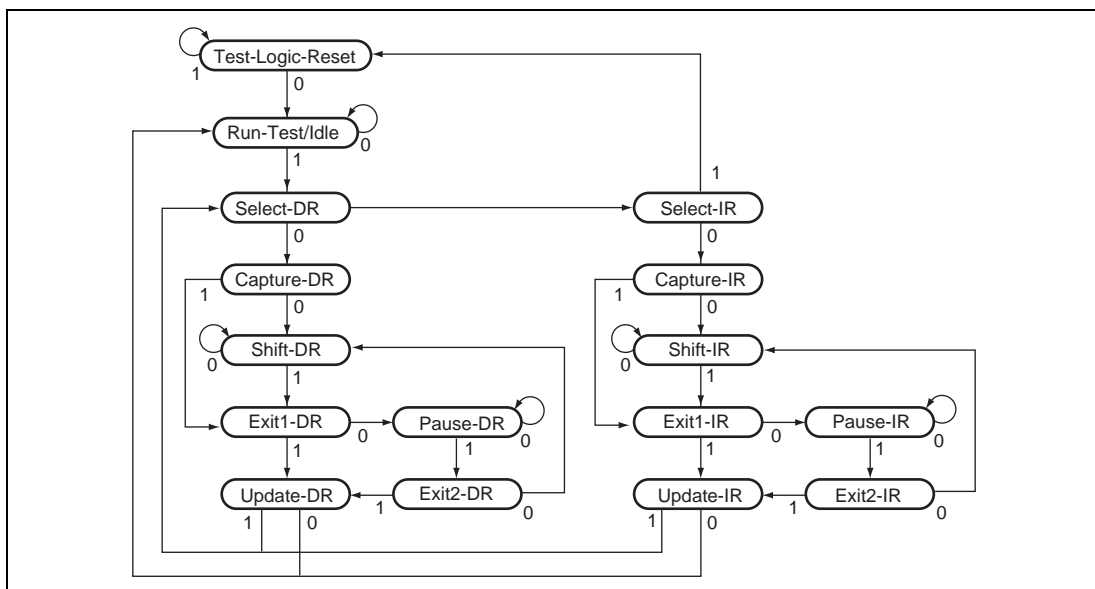 Test-Logic-Reset
1
0
Run-Test/Idle
0
1
1
Select-DR
Select-IR
0
0
Capture-DR
Capture-IR
1
0
1
0
Shift-DR
Shift-IR
0
1
0
1
Exit1-DR
Pause-DR
Exit1-IR
Pause-IR
0
0
0
0
1
1
1
1
Update-DR
Exit2-DR
Update-IR
Exit2-IR
1
0
1
0
1
0
1
0